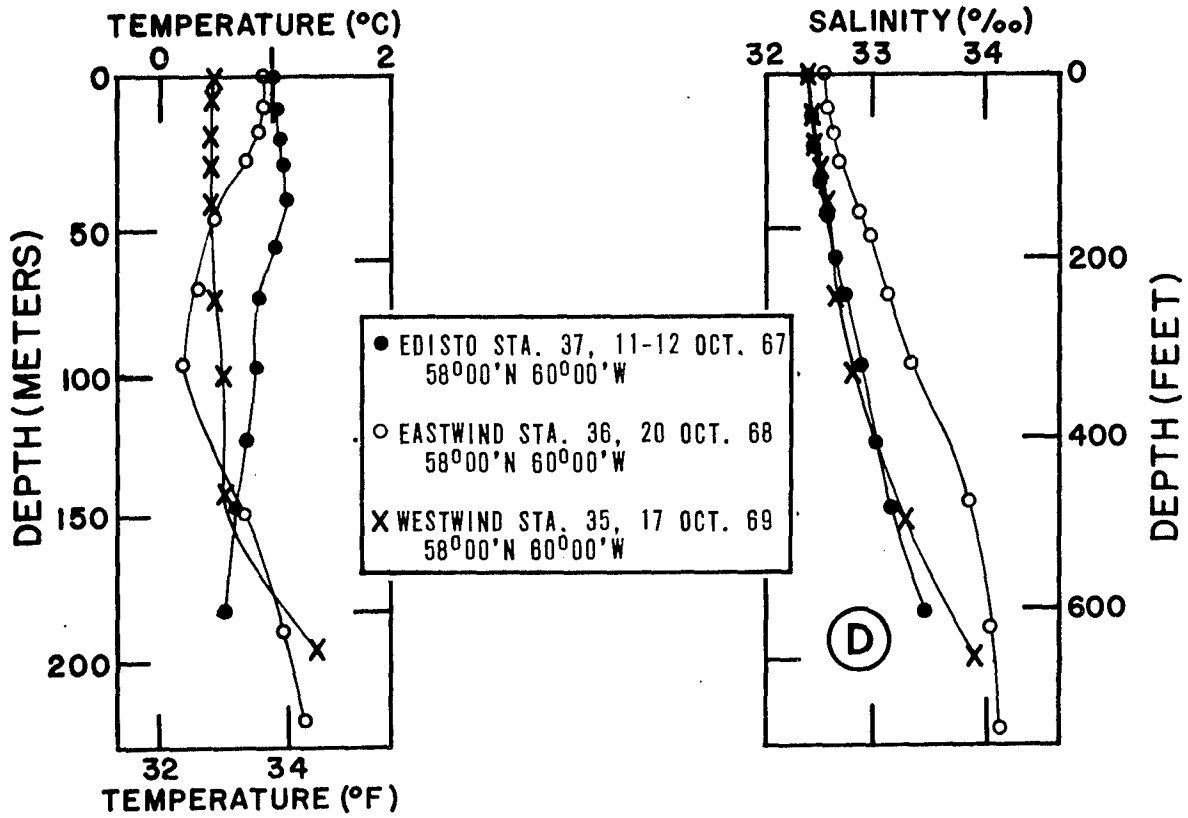 TEMPERATURE (°C)
0 1 2
0
50
100
150
200
DEPTH (METERS)
32 34
TEMPERATURE (°F)
● EDISTO STA. 37, 11-12 OCT. 67
58°00'N 60°00'W
○ EASTWIND STA. 36, 20 OCT. 68
58°00'N 60°00'W
X WESTWIND STA. 35, 17 OCT. 69
58°00'N 60°00'W
SALINITY (‰)
32 33 34
0
200
400
600
DEPTH (FEET)
D